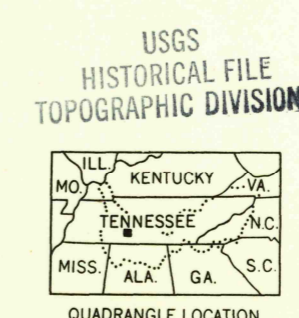 USGS
HISTORICAL FILE
TOPOGRAPHIC DIVISION
ILL.
MO.
KENTUCKY
VA.
TENNESSEE
N.C.
MISS.
ALA.
GA.
S.C.
QUADRANGLE LOCATION